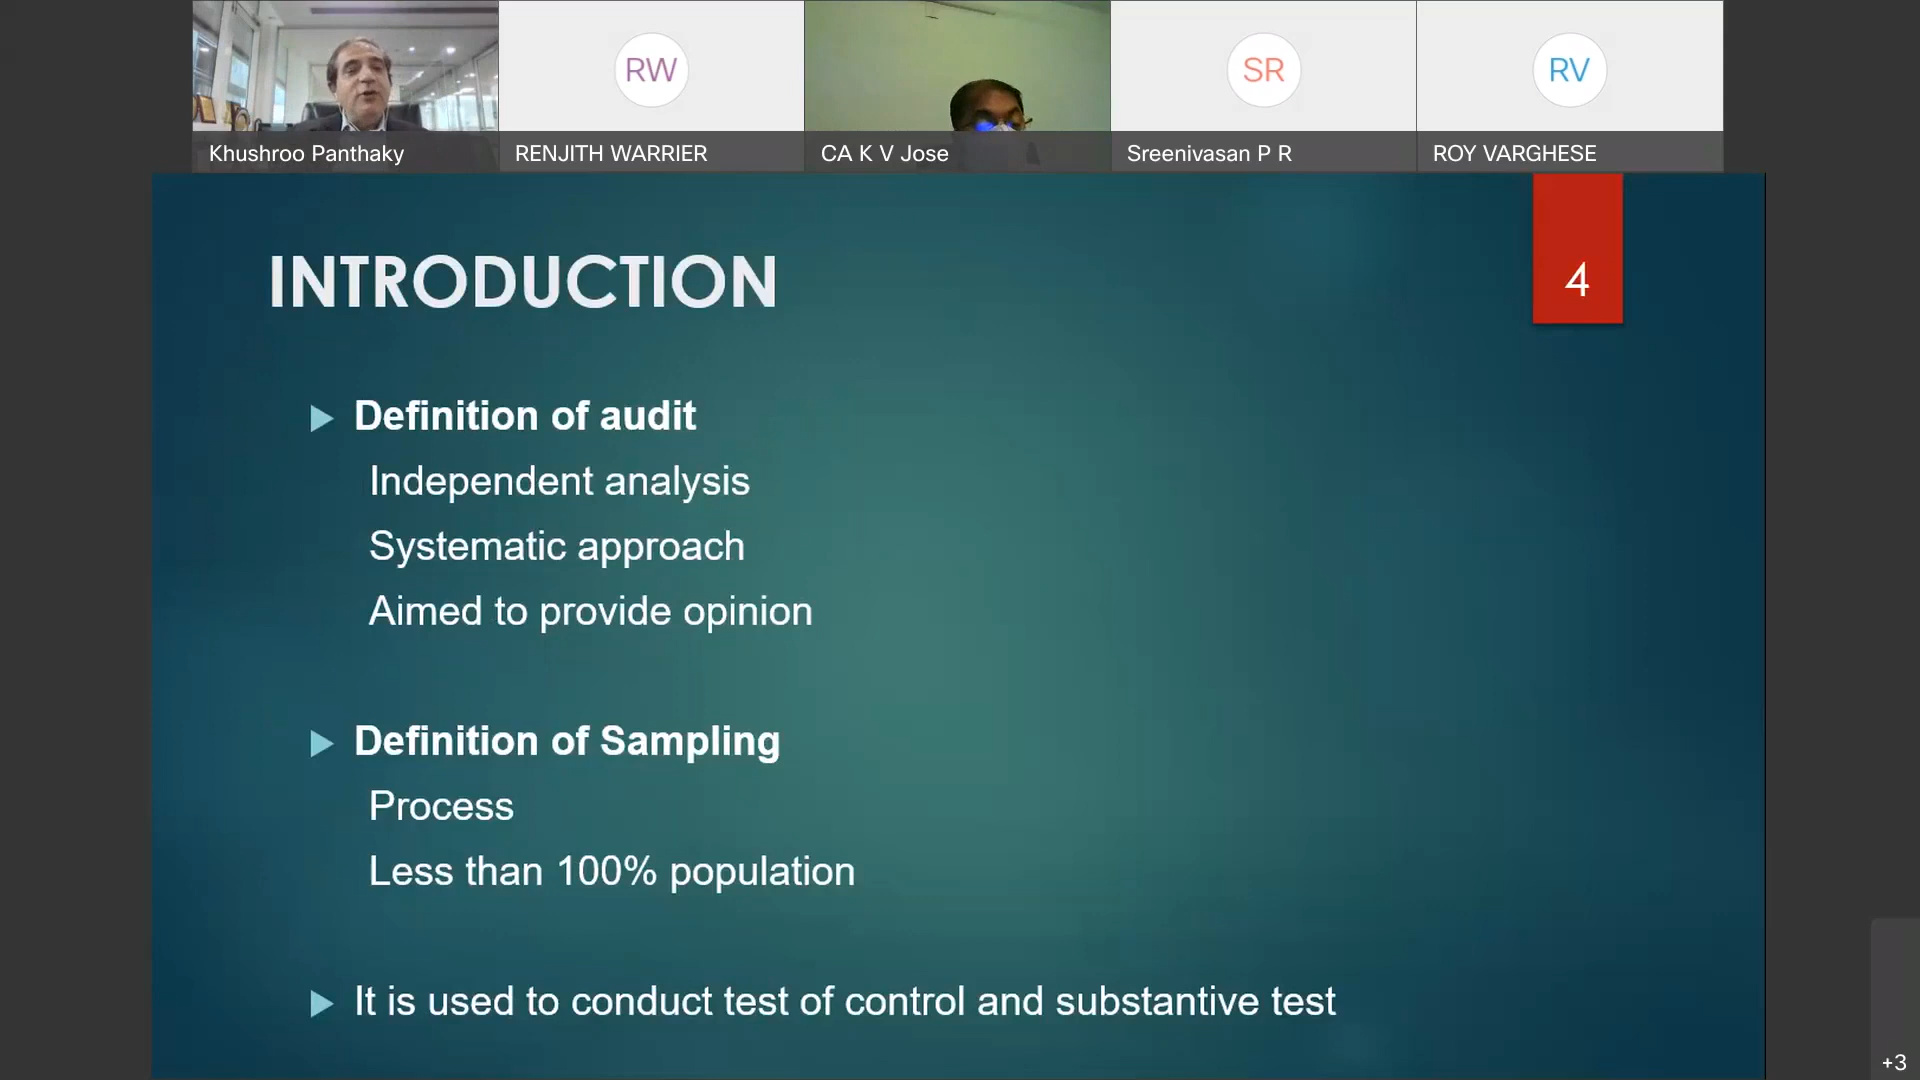 RW
SR
RV
Khushroo Panthaky
RENJITH WARRIER
CA K V Jose
Sreenivasan P R
ROY VARGHESE
INTRODUCTION
4
Definition of audit
Independent analysis
Systematic approach
Aimed to provide opinion
Definition of Sampling
Process
Less than 100% population
It is used to conduct test of control and substantive test
+3